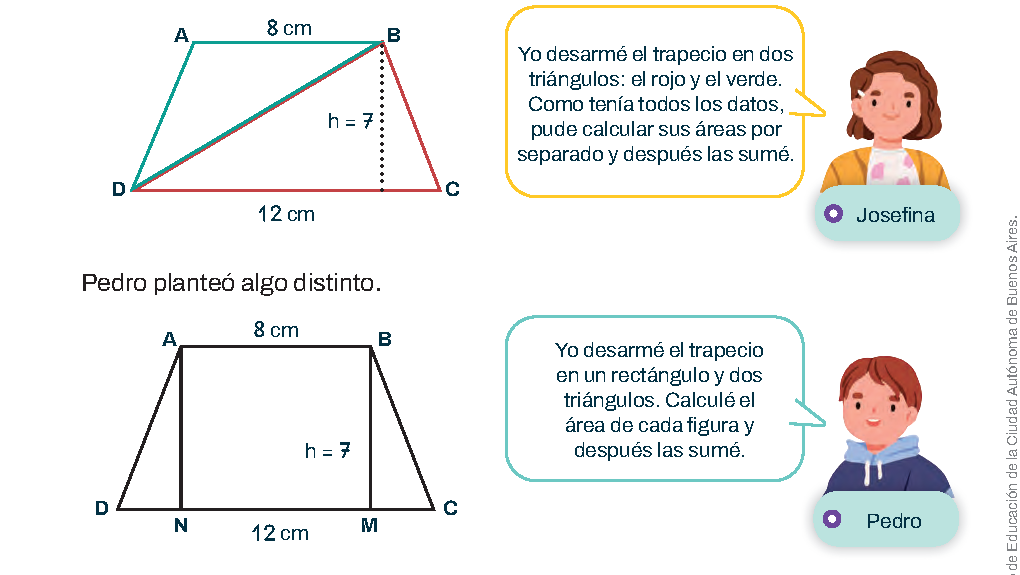 A
8 cm
B
h = 7
D
C
12 cm
Yo desarmé el trapecio en dos
triángulos: el rojo y el verde.
Como tenía todos los datos,
pude calcular sus áreas por
separado y después las sumé.
Josefina
Pedro planteó algo distinto.
A
8 cm
B
h = 7
D
N
M
C
12 cm
Yo desarmé el trapecio
en un rectángulo y dos
triángulos. Calculé el
área de cada figura y
después las sumé.
Pedro
de Educación de la Ciudad Autónoma de Buenos Aires.